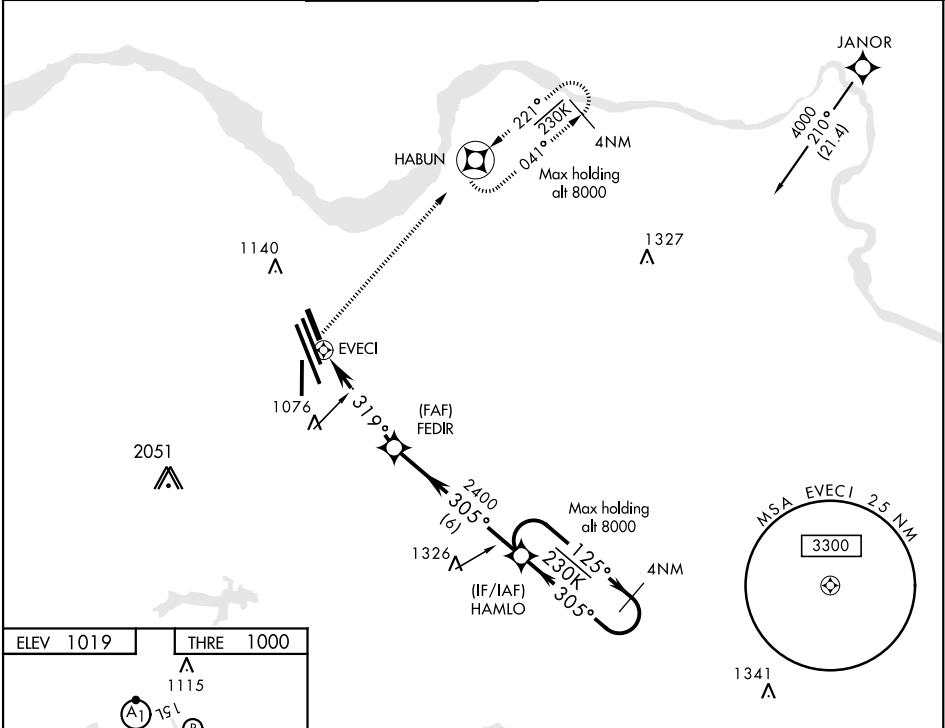 JANOR
4000
210°
(21.4)
221°
230K
041°
4NM
HABUN
Max holding
alt 8000
1140
1327
EVECI
1076
319°
(FAF)
FEDIR
2051
2400
305°
(6)
Max holding
alt 8000
125°
230K
305°
4NM
1326
(IF/IAF)
HAMLO
MSA EVECI 25 NM
3300
ELEV 1019
THRE 1000
1115
1341
A1
15L